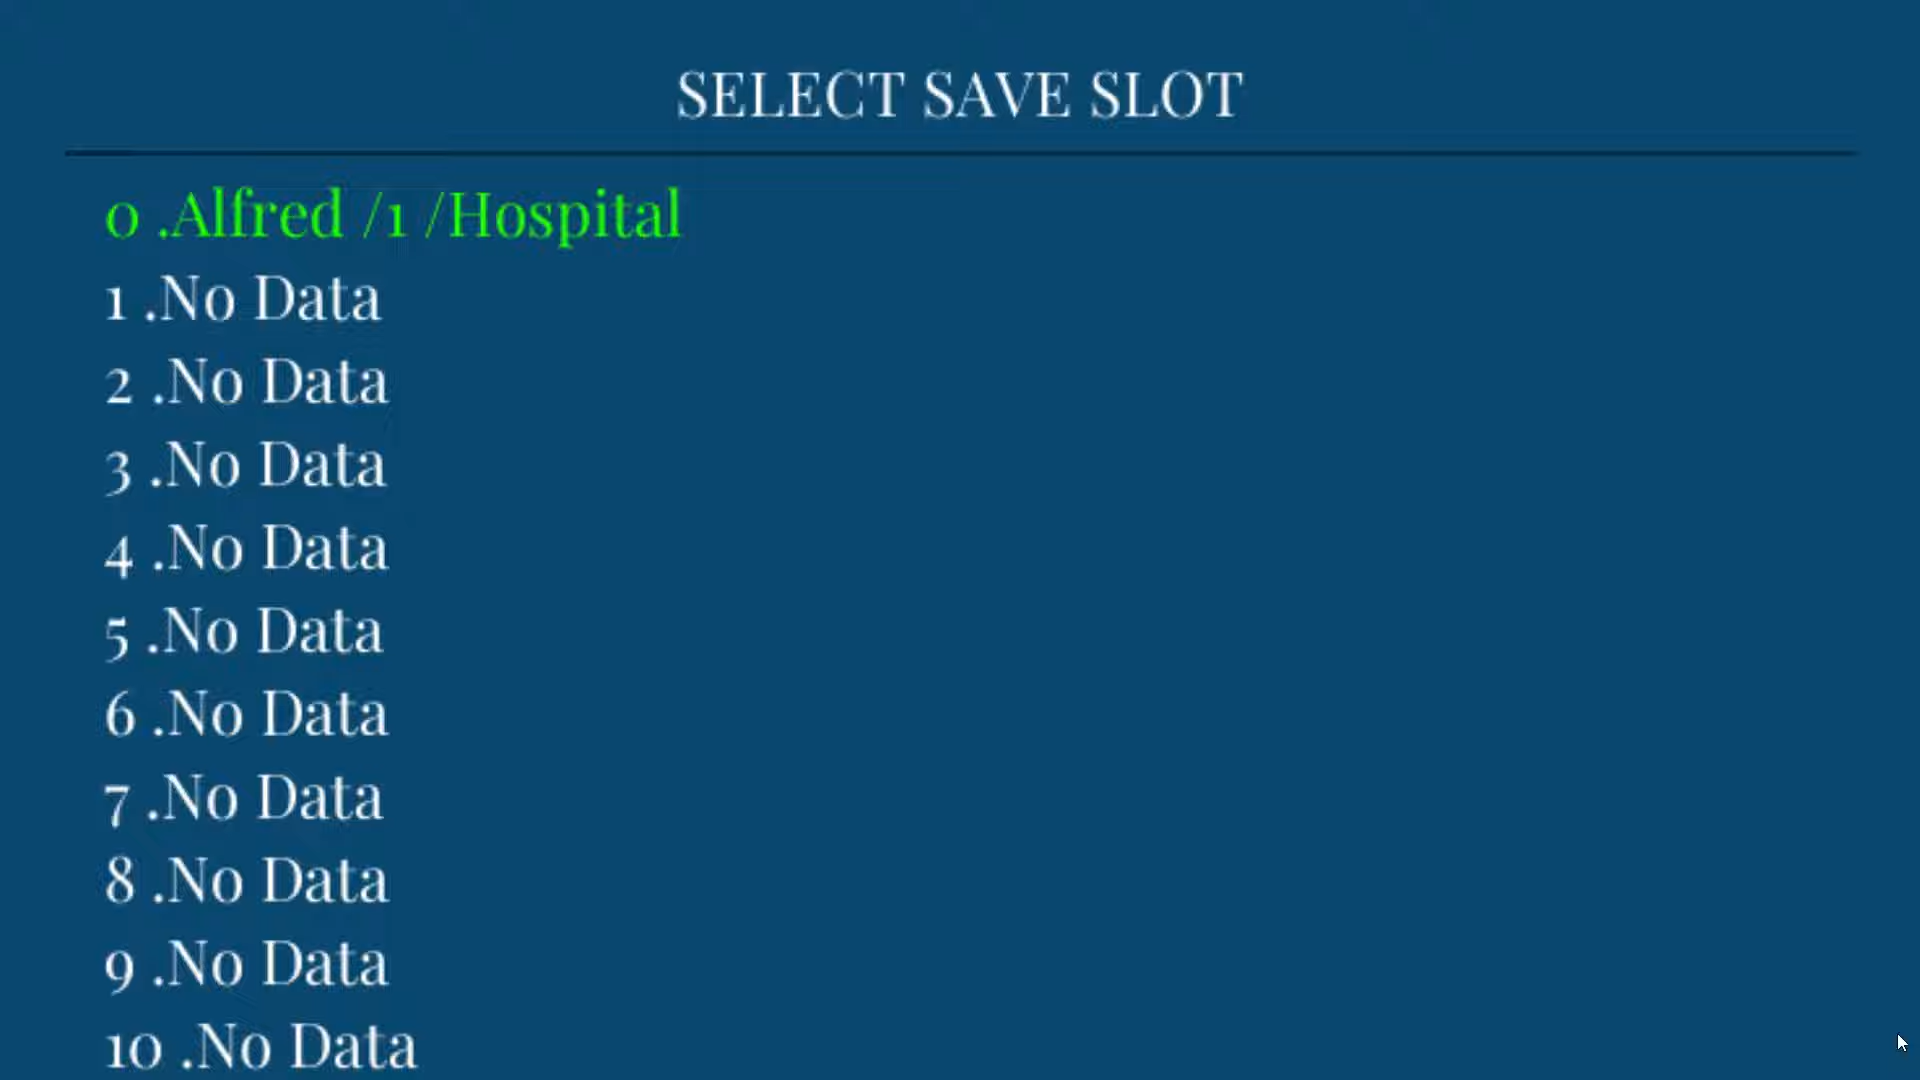 SELECT SAVE SLOT
0 .Alfred /1 /Hospital
1 .No Data
2 .No Data
3 .No Data
4 .No Data
5 .No Data
6 .No Data
7 .No Data
8 .No Data
9 .No Data
10 .No Data